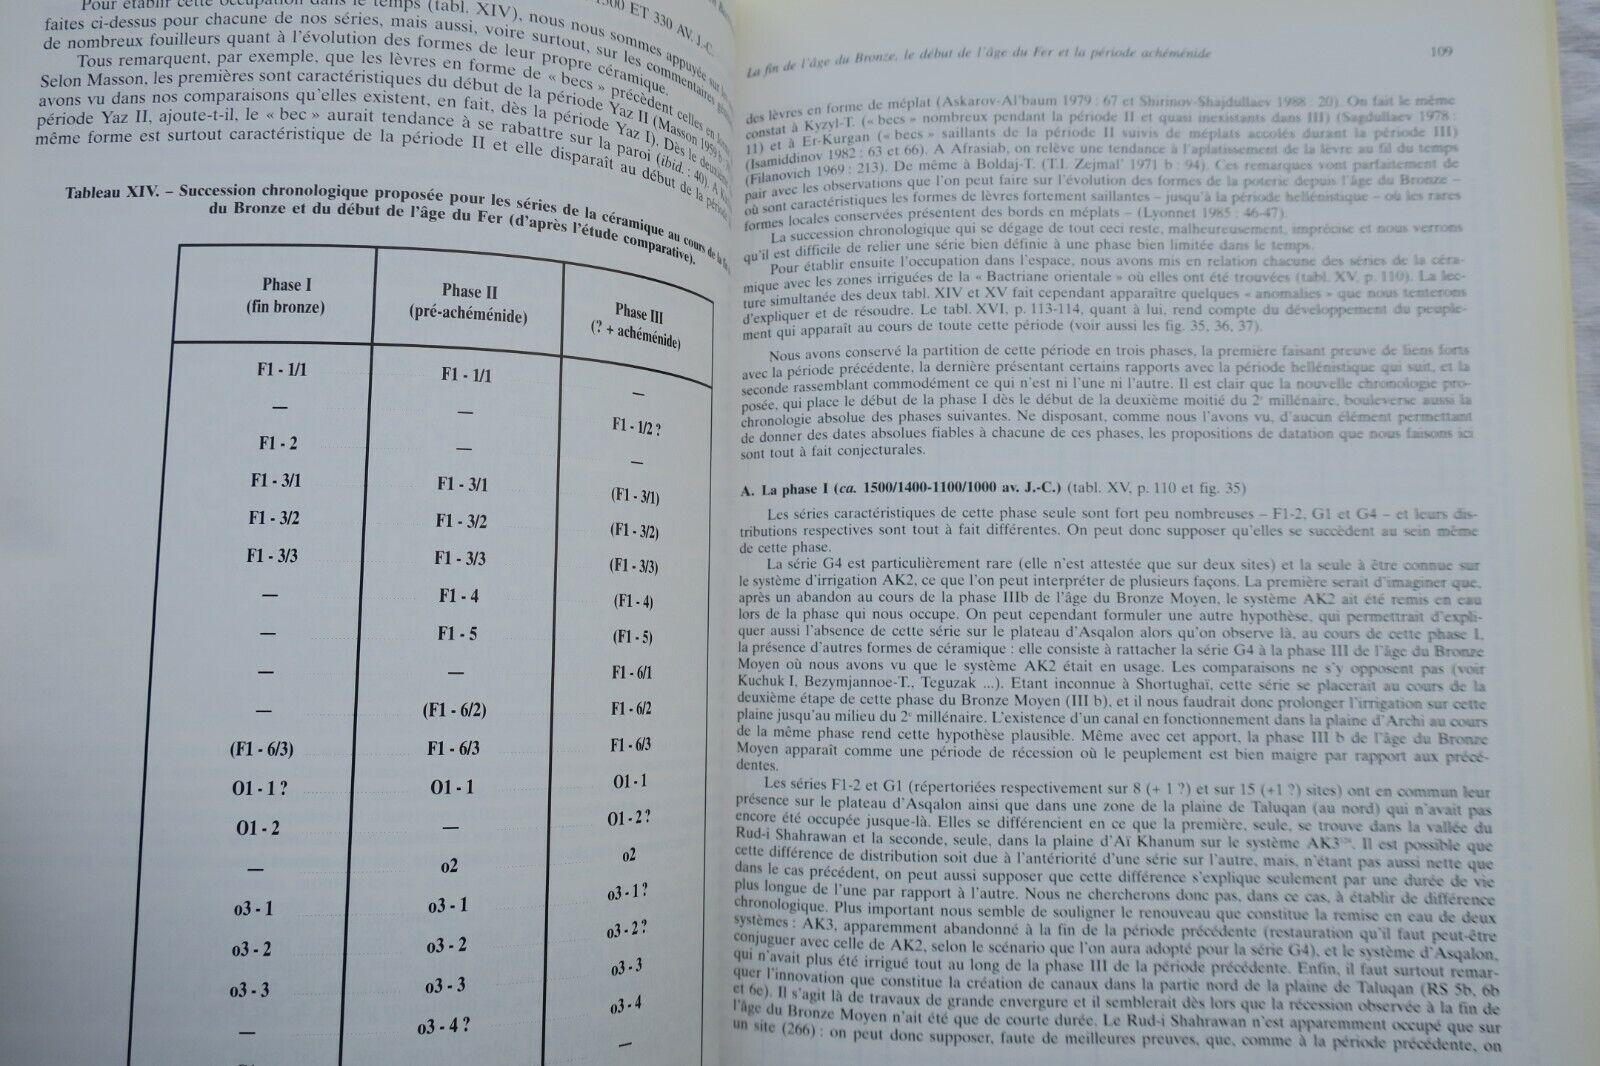 1500 ET 330 AV. J.-C.
Pour établir cette occupation dans le temps (tabl. XIV), nous nous sommes appuyée sur les
faites ci-dessus pour chacune de nos séries, mais aussi, voire surtout, sur les commentaires
de nombreux fouilleurs quant à l'évolution des formes de leur propre céramique.
Tous remarquent, par exemple, que les lèvres en forme de « becs » précèdent celles en
Selon Masson, les premières sont caractéristiques du début de la période Yaz II (Masson 1959
avons vu dans nos comparaisons qu'elles existent, en fait, dès la période Yaz I). Dès le
période Yaz II, ajoute-t-il, le « bec » aurait tendance à se rabattre sur la paroi (ibid. : 40). A
même forme est surtout caractéristique de la période II et elle disparaît au début de la période
Tableau XIV. – Succession chronologique proposée pour les séries de la céramique au cours de la
du Bronze et du début de l'âge du Fer (d'après l'étude comparative).
Phase I Phase II Phase III
(fin bronze) (pré-achéménide) (? + achéménide)
F1 - 1/1 F1 - 1/1 —
— — F1 - 1/2 ?
F1 - 2 — —
F1 - 3/1 F1 - 3/1 (F1 - 3/1)
F1 - 3/2 F1 - 3/2 (F1 - 3/2)
F1 - 3/3 F1 - 3/3 (F1 - 3/3)
— F1 - 4 (F1 - 4)
— F1 - 5 (F1 - 5)
— — F1 - 6/1
— (F1 - 6/2) F1 - 6/2
(F1 - 6/3) F1 - 6/3 F1 - 6/3
O1 - 1 ? O1 - 1 O1 - 1
O1 - 2 — O1 - 2 ?
— o2 o2
o3 - 1 o3 - 1 o3 - 1 ?
o3 - 2 o3 - 2 o3 - 2 ?
o3 - 3 o3 - 3 o3 - 3
— o3 - 4 ? o3 - 4
—
La fin de l'âge du Bronze, le début de l'âge du Fer et la période achéménide 109
des lèvres en forme de méplat (Askarov-Al'baum 1979 : 67 et Shirinov-Shajdullaev 1988 : 20). On fait le même
constat à Kyzyl-T. (« becs » nombreux pendant la période II et quasi inexistants dans III) (Sagdullaev 1978 :
11) et à Er-Kurgan (« becs » saillants de la période II suivis de méplats accolés durant la période III)
(Isamiddinov 1982 : 63 et 66). A Afrasiab, on relève une tendance à l'aplatissement de la lèvre au fil du temps
(Filanovich 1969 : 213). De même à Boldaj-T. (T.I. Zejmal' 1971 b : 94). Ces remarques vont parfaitement de
pair avec les observations que l'on peut faire sur l'évolution des formes de la poterie depuis l'âge du Bronze –
où sont caractéristiques les formes de lèvres fortement saillantes – jusqu'à la période hellénistique – où les rares
formes locales conservées présentent des bords en méplats – (Lyonnet 1985 : 46-47).
La succession chronologique qui se dégage de tout ceci reste, malheureusement, imprécise et nous verrons
qu'il est difficile de relier une série bien définie à une phase bien limitée dans le temps.
Pour établir ensuite l'occupation dans l'espace, nous avons mis en relation chacune des séries de la céra-
mique avec les zones irriguées de la « Bactriane orientale » où elles ont été trouvées (tabl. XV, p. 110). La lec-
ture simultanée des deux tabl. XIV et XV fait cependant apparaître quelques « anomalies » que nous tenterons
d'expliquer et de résoudre. Le tabl. XVI, p. 113-114, quant à lui, rend compte du développement du peuple-
ment qui apparaît au cours de toute cette période (voir aussi les fig. 35, 36, 37).
Nous avons conservé la partition de cette période en trois phases, la première faisant preuve de liens forts
avec la période précédente, la dernière présentant certains rapports avec la période hellénistique qui suit, et la
seconde rassemblant commodément ce qui n'est ni l'une ni l'autre. Il est clair que la nouvelle chronologie pro-
posée, qui place le début de la phase I dès le début de la deuxième moitié du 2e millénaire, bouleverse aussi la
chronologie absolue des phases suivantes. Ne disposant, comme nous l'avons vu, d'aucun élément permettant
de donner des dates absolues fiables à chacune de ces phases, les propositions de datation que nous faisons ici
sont tout à fait conjecturales.
A. La phase I (ca. 1500/1400-1100/1000 av. J.-C.) (tabl. XV, p. 110 et fig. 35)
Les séries caractéristiques de cette phase seule sont fort peu nombreuses – F1-2, G1 et G4 – et leurs dis-
tributions respectives sont tout à fait différentes. On peut donc supposer qu'elles se succèdent au sein même
de cette phase.
La série G4 est particulièrement rare (elle n'est attestée que sur deux sites) et la seule à être connue sur
le système d'irrigation AK2, ce que l'on peut interpréter de plusieurs façons. La première serait d'imaginer que,
après un abandon au cours de la phase IIIb de l'âge du Bronze Moyen, le système AK2 ait été remis en eau
lors de la phase qui nous occupe. On peut cependant formuler une autre hypothèse, qui permettrait d'expli-
quer aussi l'absence de cette série sur le plateau d'Asqalon alors qu'on observe là, au cours de cette phase I,
la présence d'autres formes de céramique : elle consiste à rattacher la série G4 à la phase III de l'âge du Bronze
Moyen où nous avons vu que le système AK2 était en usage. Les comparaisons ne s'y opposent pas (voir
Kuchuk I, Bezymjannoe-T., Teguzak ...). Etant inconnue à Shortughaï, cette série se placerait au cours de la
deuxième étape de cette phase du Bronze Moyen (III b), et il nous faudrait donc prolonger l'irrigation sur cette
plaine jusqu'au milieu du 2e millénaire. L'existence d'un canal en fonctionnement dans la plaine d'Archi au cours
de la même phase rend cette hypothèse plausible. Même avec cet apport, la phase III b de l'âge du Bronze
Moyen apparaît comme une période de récession où le peuplement est bien maigre par rapport aux précé-
dentes.
Les séries F1-2 et G1 (répertoriées respectivement sur 8 (+ 1 ?) et sur 15 (+1 ?) sites) ont en commun leur
présence sur le plateau d'Asqalon ainsi que dans une zone de la plaine de Taluqan (au nord) qui n'avait pas
encore été occupée jusque-là. Elles se différencient en ce que la première, seule, se trouve dans la vallée du
Rud-i Shahrawan et la seconde, seule, dans la plaine d'Aï Khanum sur le système AK3. Il est possible que
cette différence de distribution soit due à l'antériorité d'une série sur l'autre, mais, n'étant pas aussi nette que
dans le cas précédent, on peut aussi supposer que cette différence s'explique seulement par une durée de vie
plus longue de l'une par rapport à l'autre. Nous ne chercherons donc pas, dans ce cas, à établir de différence
chronologique. Plus important nous semble de souligner le renouveau que constitue la remise en eau de deux
systèmes : AK3, apparemment abandonné à la fin de la période précédente (restauration qu'il faut peut-être
conjuguer avec celle de AK2, selon le scénario que l'on aura adopté pour la série G4), et le système d'Asqalon,
qui n'avait plus été irrigué tout au long de la phase III de la période précédente. Enfin, il faut surtout remar-
quer l'innovation que constitue la création de canaux dans la partie nord de la plaine de Taluqan (RS 5b, 6b
et 6e). Il s'agit là de travaux de grande envergure et il semblerait dès lors que la récession observée à la fin de
l'âge du Bronze Moyen n'ait été que de courte durée. Le Rud-i Shahrawan n'est apparemment occupé que sur
un site (266) : on peut donc supposer, faute de meilleures preuves, que, comme à la période précédente, on